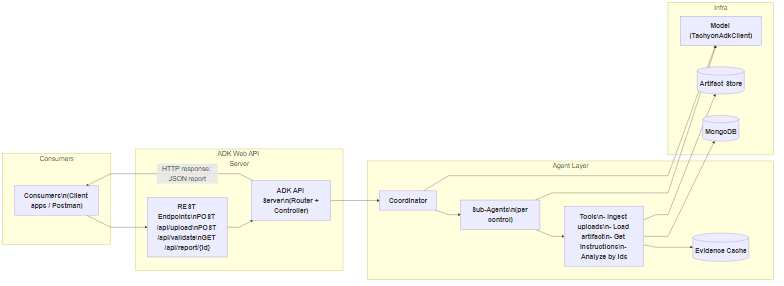 Infra
Model
(TachyonAdkClient)
Artifact Store
MongoDB
Consumers
Consumers\n(Client
apps / Postman)
ADK Web API
Server
HTTP response:
JSON report
REST
Endpoints\nPOST
/api/upload\nPOST
/api/validate\nGET
/api/report/{id}
ADK API
Server\n(Router +
Controller)
Agent Layer
Coordinator
Sub-Agents\n(per
control)
Tools\n- Ingest
uploads\n- Load
artifact\n- Get
Instructions\n-
Analyze by ids
Evidence Cache